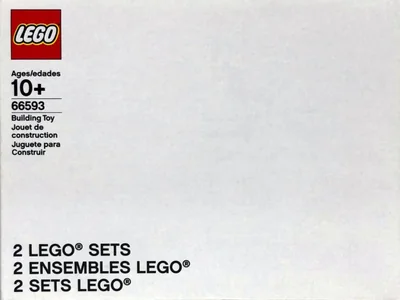 LEGO
Ages/edades
10+
66593
Building Toy
Jouet de
construction
Juguete para
Construir
2 LEGO® SETS
2 ENSEMBLES LEGO®
2 SETS LEGO®